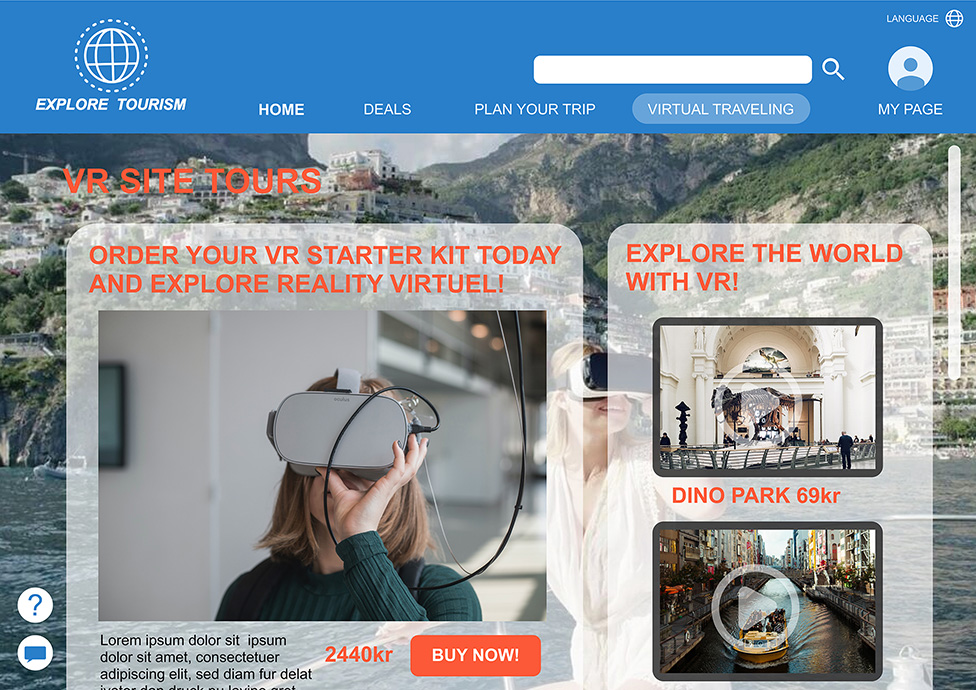 LANGUAGE
EXPLORE TOURISM
HOME
DEALS
PLAN YOUR TRIP
VIRTUAL TRAVELING
MY PAGE
VR SITE TOURS
ORDER YOUR VR STARTER KIT TODAY
AND EXPLORE REALITY VIRTUEL!
oculus
Lorem ipsum dolor sit ipsum
dolor sit amet, consectetuer
adipiscing elit, sed diam fur delat
2440kr
BUY NOW!
EXPLORE THE WORLD
WITH VR!
DINO PARK 69kr
?